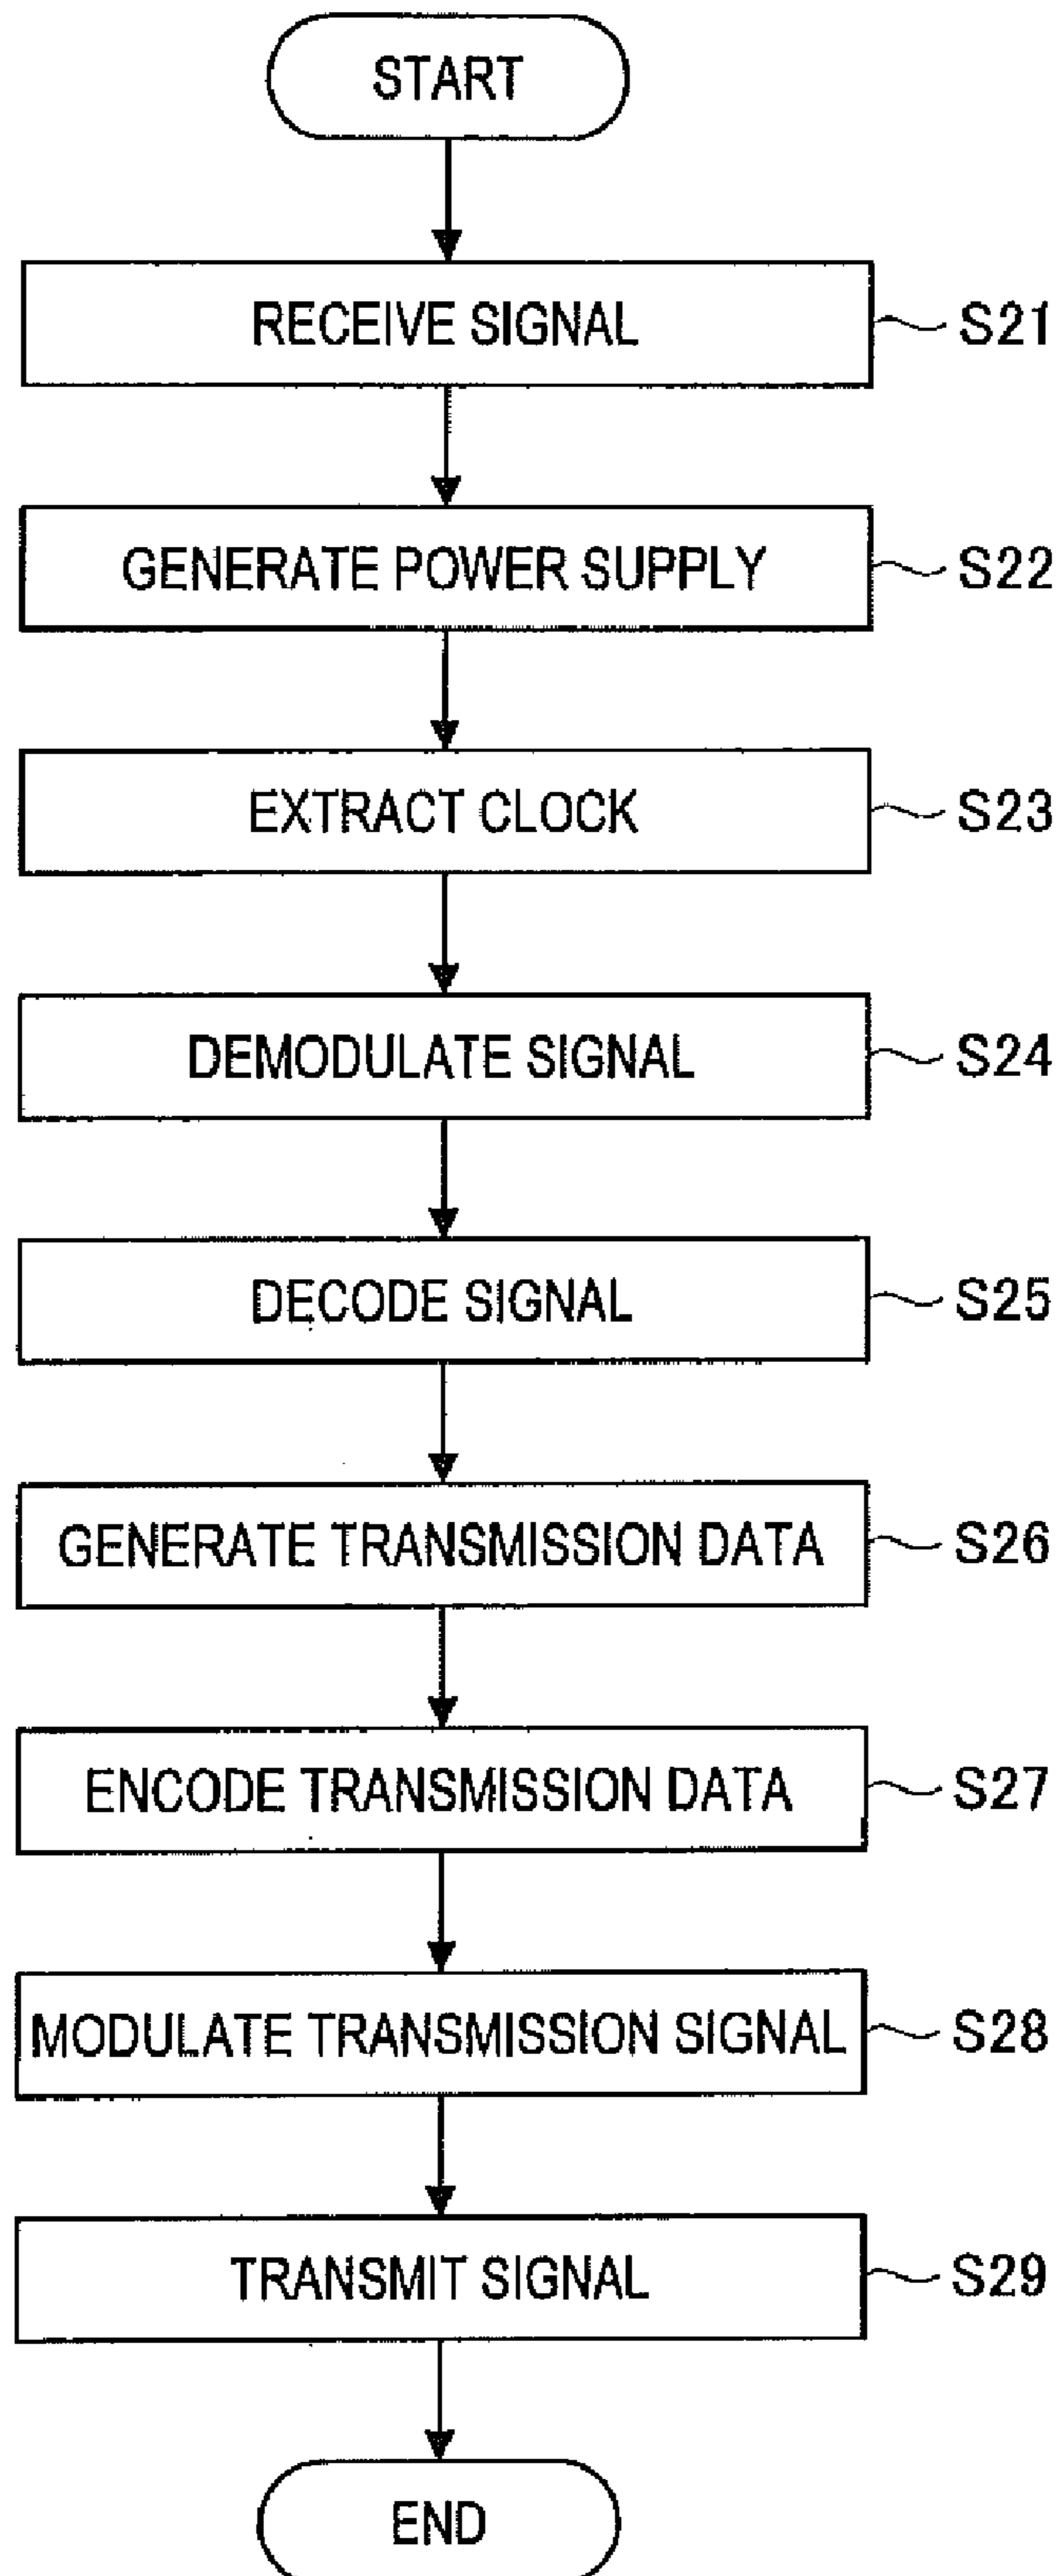 START
RECEIVE SIGNAL S21
GENERATE POWER SUPPLY S22
EXTRACT CLOCK S23
DEMODULATE SIGNAL S24
DECODE SIGNAL S25
GENERATE TRANSMISSION DATA S26
ENCODE TRANSMISSION DATA S27
MODULATE TRANSMISSION SIGNAL S28
TRANSMIT SIGNAL S29
END